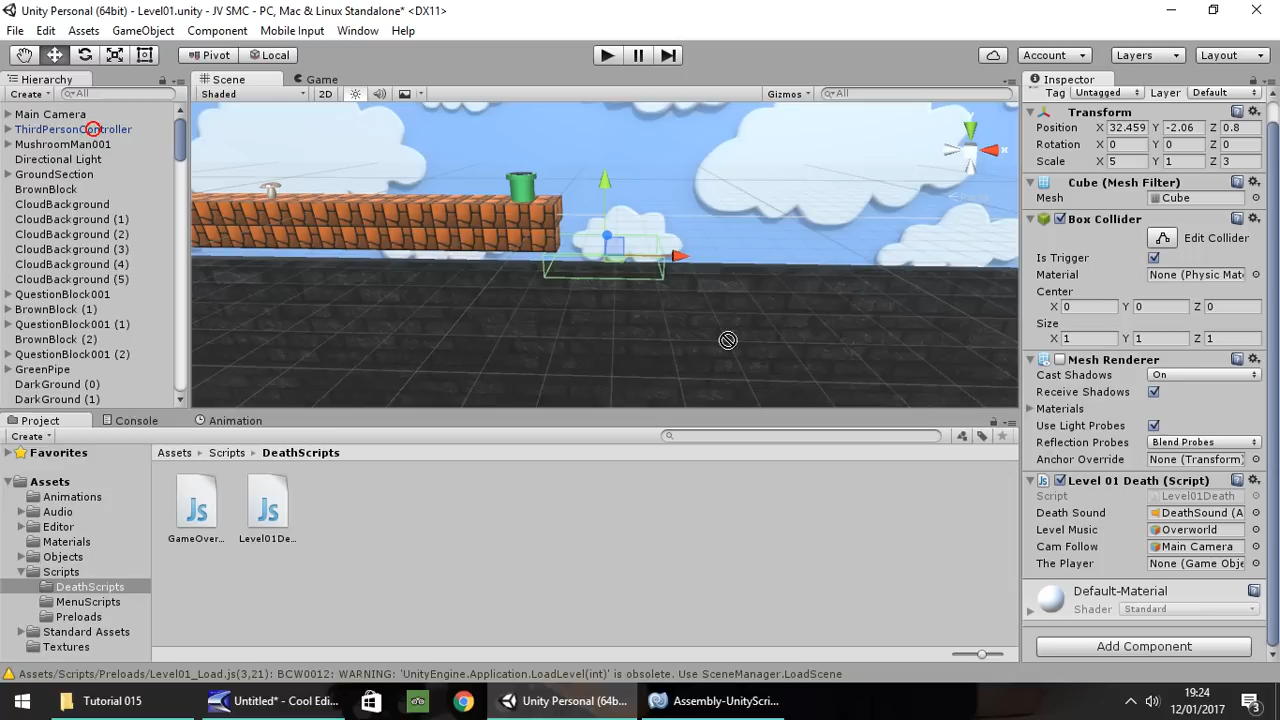 Unity Personal (64bit) - Level01.unity - JV SMC - PC, Mac & Linux Standalone* <DX11>
File Edit Assets GameObject Component Mobile Input Window Help
Pivot Local Account Layers Layout
Hierarchy Scene Game Inspector
Create All Shaded 2D Gizmos All Tag Untagged Layer Default
Main Camera
ThirdPersonController
MushroomMan001
Directional Light
GroundSection
BrownBlock
CloudBackground
CloudBackground (1)
CloudBackground (2)
CloudBackground (3)
CloudBackground (4)
CloudBackground (5)
QuestionBlock001
BrownBlock (1)
QuestionBlock001 (1)
BrownBlock (2)
QuestionBlock001 (2)
GreenPipe
DarkGround (0)
DarkGround (1)
x
Transform
Position X 32.459 Y -2.06 Z 0.8
Rotation X 0 Y 0 Z 0
Scale X 5 Y 1 Z 3
Cube (Mesh Filter)
Mesh Cube
Box Collider
Edit Collider
Is Trigger
Material None (Physic Mat
Center
X 0 Y 0 Z 0
Size
X 1 Y 1 Z 1
Mesh Renderer
Cast Shadows On
Receive Shadows
Materials
Use Light Probes
Reflection Probes Blend Probes
Anchor Override None (Transform)
Level 01 Death (Script)
Script Level01Death
Death Sound DeathSound (A
Level Music Overworld
Cam Follow Main Camera
The Player None (Game Obje
Default-Material
Shader Standard
Add Component
Project Console Animation
Create
Favorites
Assets
Animations
Audio
Editor
Materials
Objects
Scripts
DeathScripts
MenuScripts
Preloads
Standard Assets
Textures
Assets Scripts DeathScripts
Js Js
GameOver... Level01De...
Assets/Scripts/Preloads/Level01_Load.js(3,21): BCW0012: WARNING: 'UnityEngine.Application.LoadLevel(int)' is obsolete. Use SceneManager.LoadScene
Tutorial 015 Untitled* - Cool Edi... Unity Personal (64b... Assembly-UnityScri...
19:24
12/01/2017
3